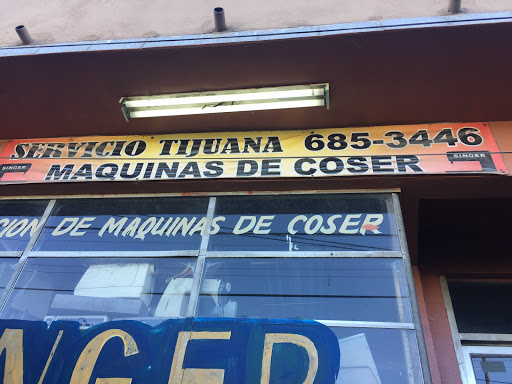 SERVICIO TIJUANA 685-3446
SINGER MAQUINAS DE COSER SINGER
CION DE MAQUINAS DE COSER
NGER